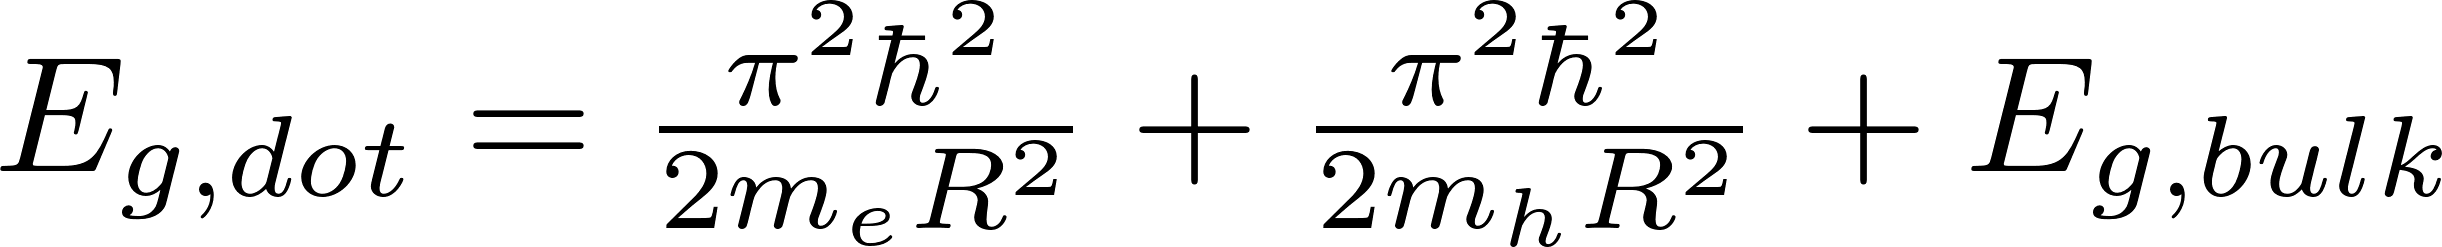 E_{g,dot} = \frac{\pi^2 \hbar^2}{2m_e R^2} + \frac{\pi^2 \hbar^2}{2m_h R^2} + E_{g,bulk}